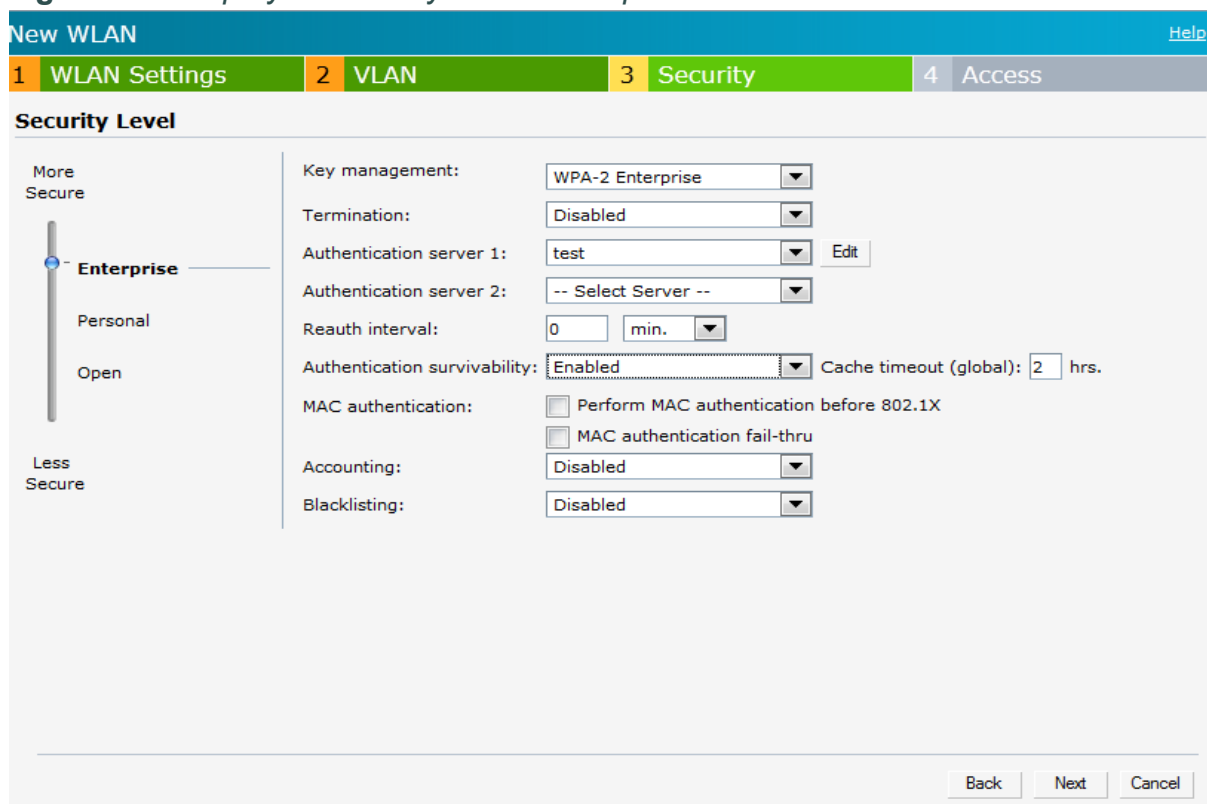 New WLAN Help
1 WLAN Settings 2 VLAN 3 Security 4 Access
Security Level
More
Secure
Enterprise
Personal
Open
Less
Secure
Key management: WPA-2 Enterprise
Termination: Disabled
Authentication server 1: test Edit
Authentication server 2: -- Select Server --
Reauth interval: 0 min.
Authentication survivability: Enabled Cache timeout (global): 2 hrs.
MAC authentication: Perform MAC authentication before 802.1X
MAC authentication fail-thru
Accounting: Disabled
Blacklisting: Disabled
Back Next Cancel